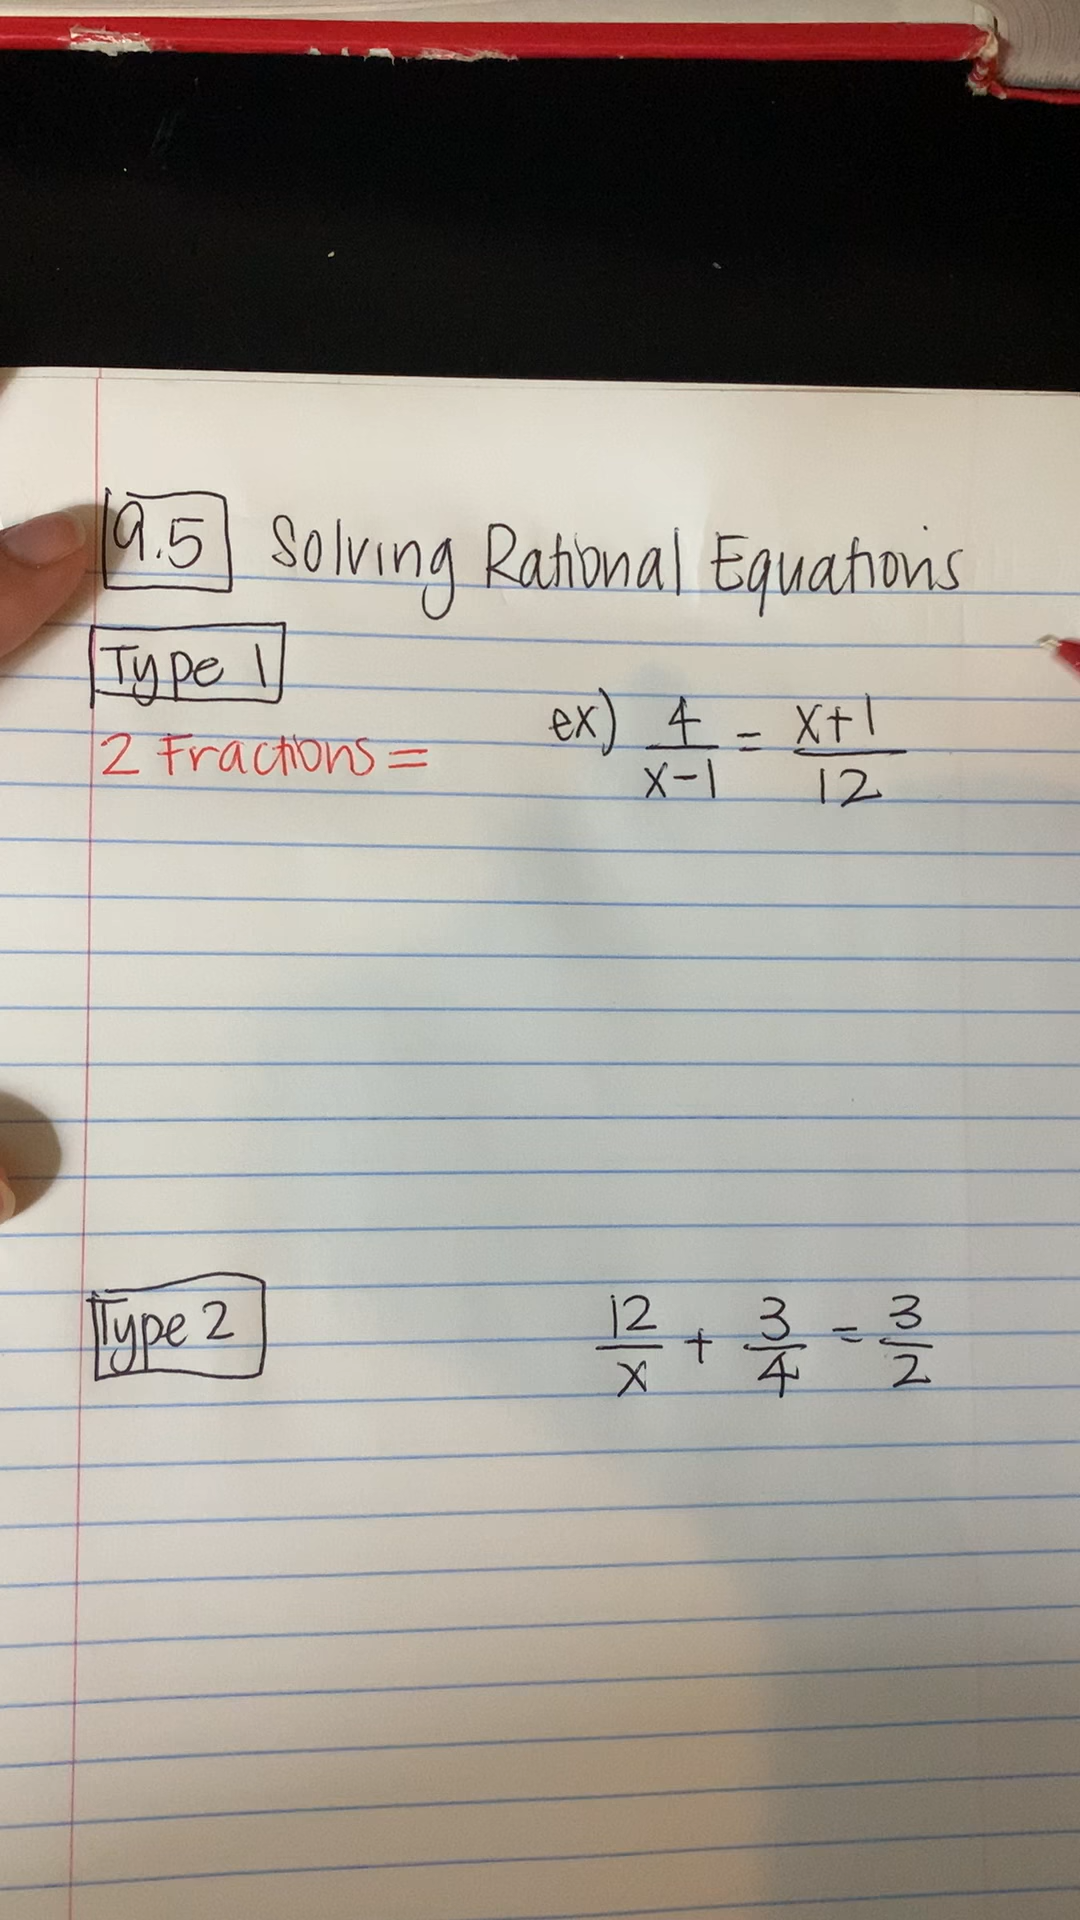 9.5 Solving Rational Equations
Type 1
2 Fractions =
ex) 4/(x-1) = (x+1)/12
Type 2
12/x + 3/4 = 3/2